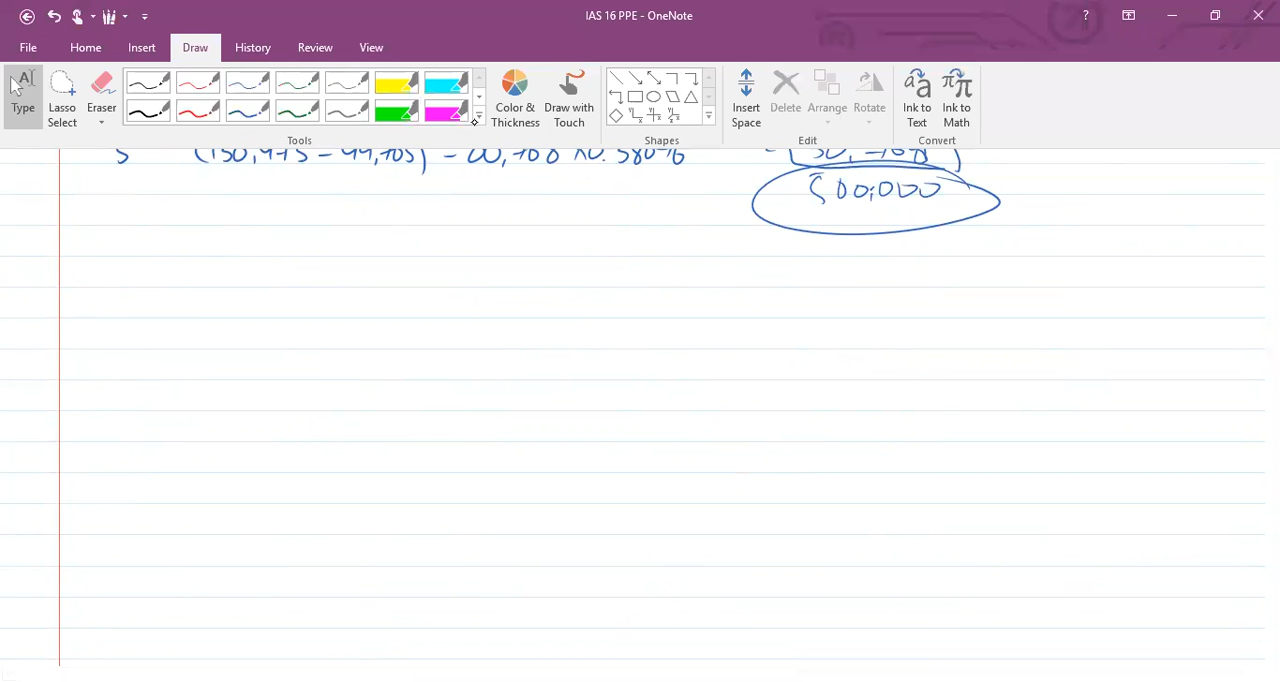 IAS 16 PPE - OneNote
File Home Insert Draw History Review View
Type
Lasso Select
Eraser
Color & Thickness
Draw with Touch
Insert Space
Delete
Arrange
Rotate
Ink to Text
Ink to Math
Tools
Shapes
Edit
Convert
5
500,000